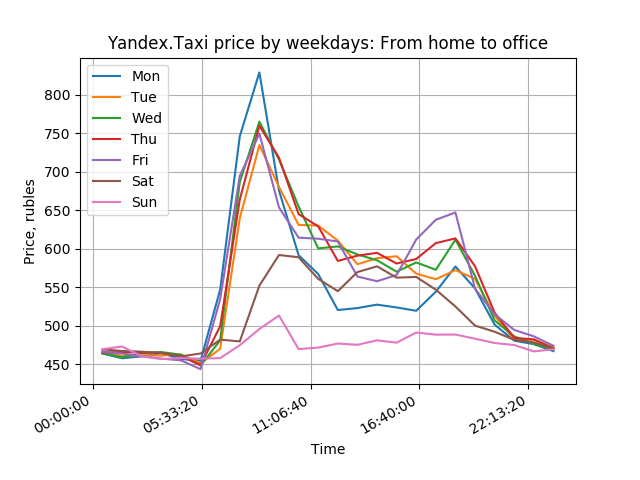 Yandex.Taxi price by weekdays: From home to office
Mon
Tue
Wed
Thu
Fri
Sat
Sun
Price, rubles
800
750
700
650
600
550
500
450
00:00:00
05:33:20
11:06:40
16:40:00
22:13:20
Time